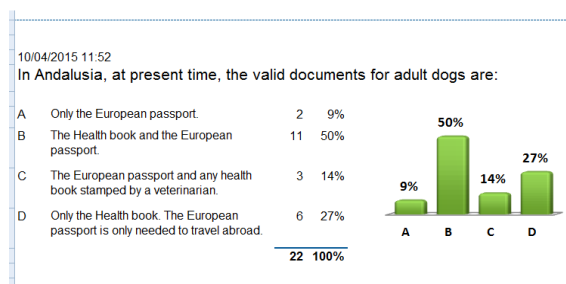 10/04/2015 11:52
In Andalusia, at present time, the valid documents for adult dogs are:
A Only the European passport. 2 9%
B The Health book and the European 11 50%
passport.
C The European passport and any health 3 14%
book stamped by a veterinarian.
D Only the Health book. The European 6 27%
passport is only needed to travel abroad.
22 100%
50%
27%
14%
9%
A B C D